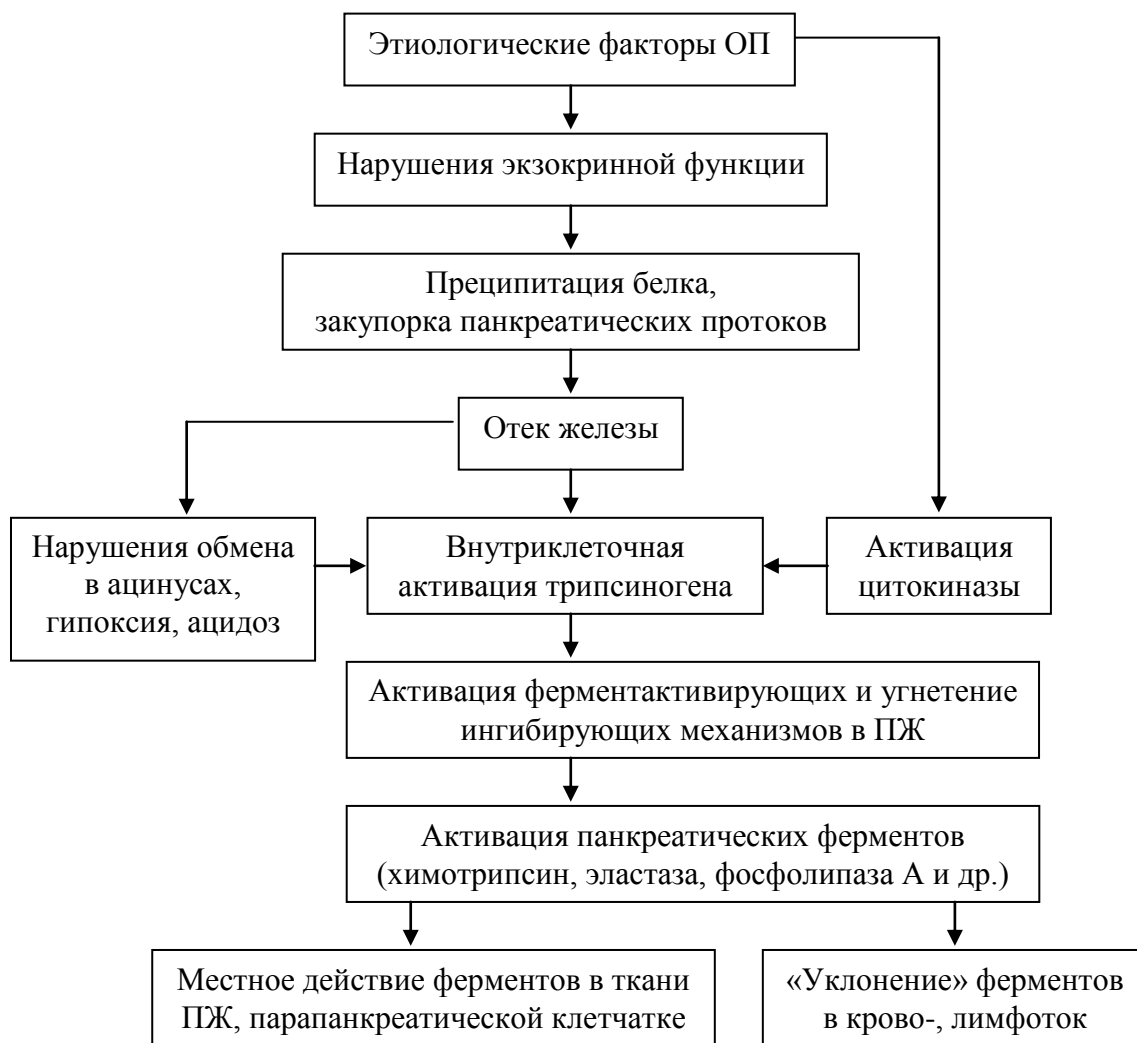 Этиологические факторы ОП
Нарушения экзокринной функции
Преципитация белка,
закупорка панкреатических протоков
Отек железы
Нарушения обмена
в ацинусах,
гипоксия, ацидоз
Внутриклеточная
активация трипсиногена
Активация
цитокиназы
Активация ферментактивирующих и угнетение
ингибирующих механизмов в ПЖ
Активация панкреатических ферментов
(химотрипсин, эластаза, фосфолипаза А и др.)
Местное действие ферментов в ткани
ПЖ, парапанкреатической клетчатке
«Уклонение» ферментов
в крово-, лимфоток